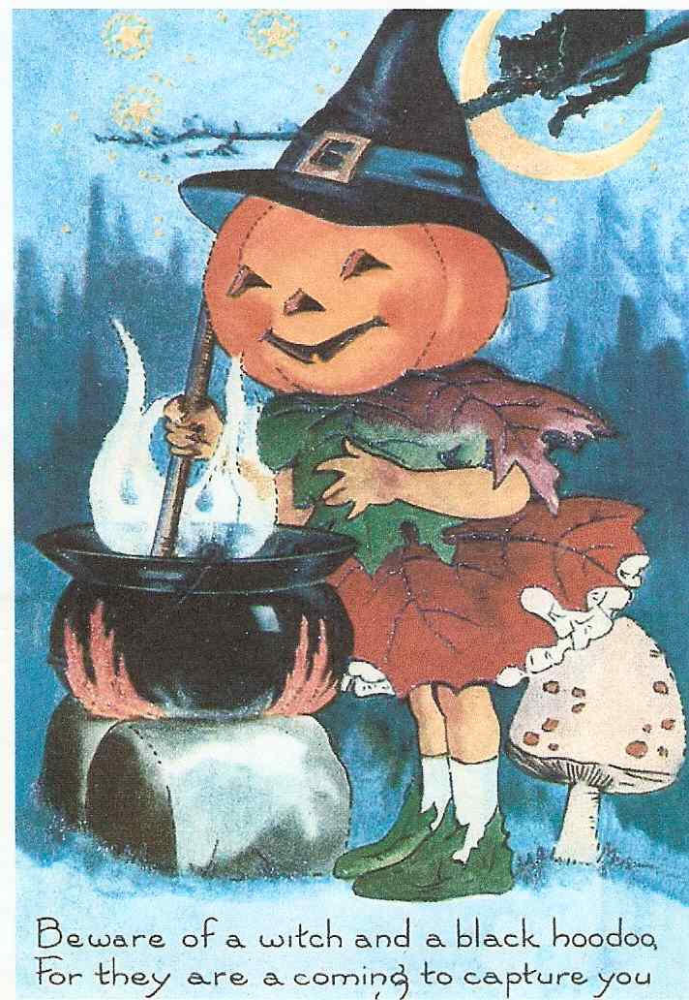 Beware of a witch and a black hoodoo,
For they are a coming to capture you